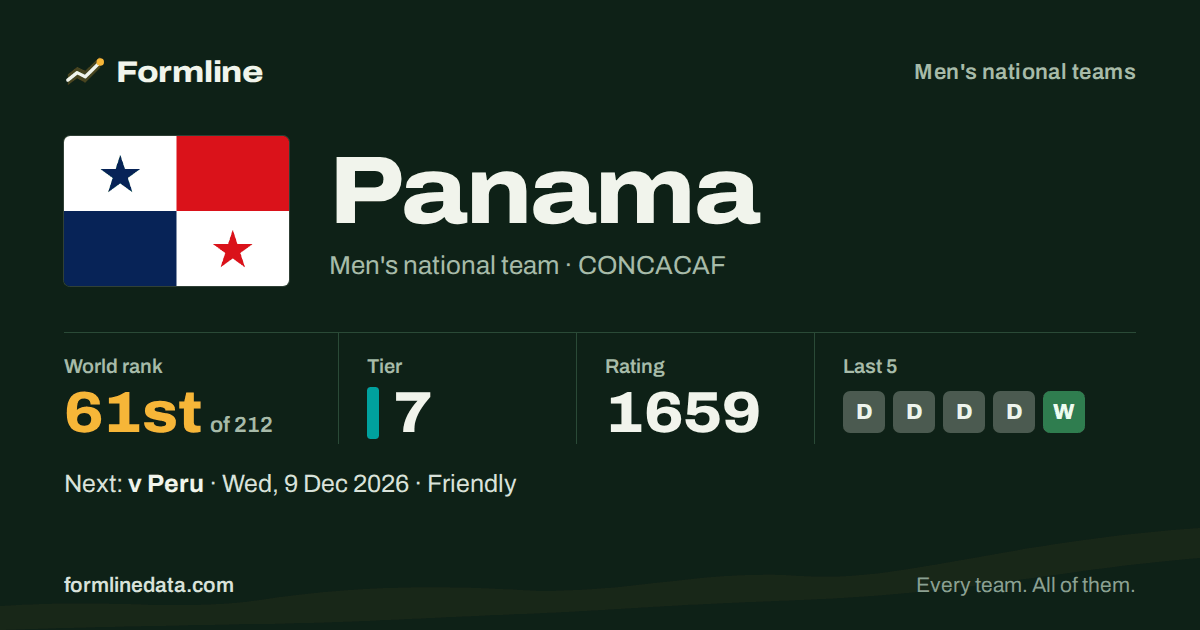 Formline
Men's national teams
Panama
Men's national team · CONCACAF
World rank
61st of 212
Tier
7
Rating
1659
Last 5
D D D D W
Next: v Peru · Wed, 9 Dec 2026 · Friendly
formlinedata.com
Every team. All of them.